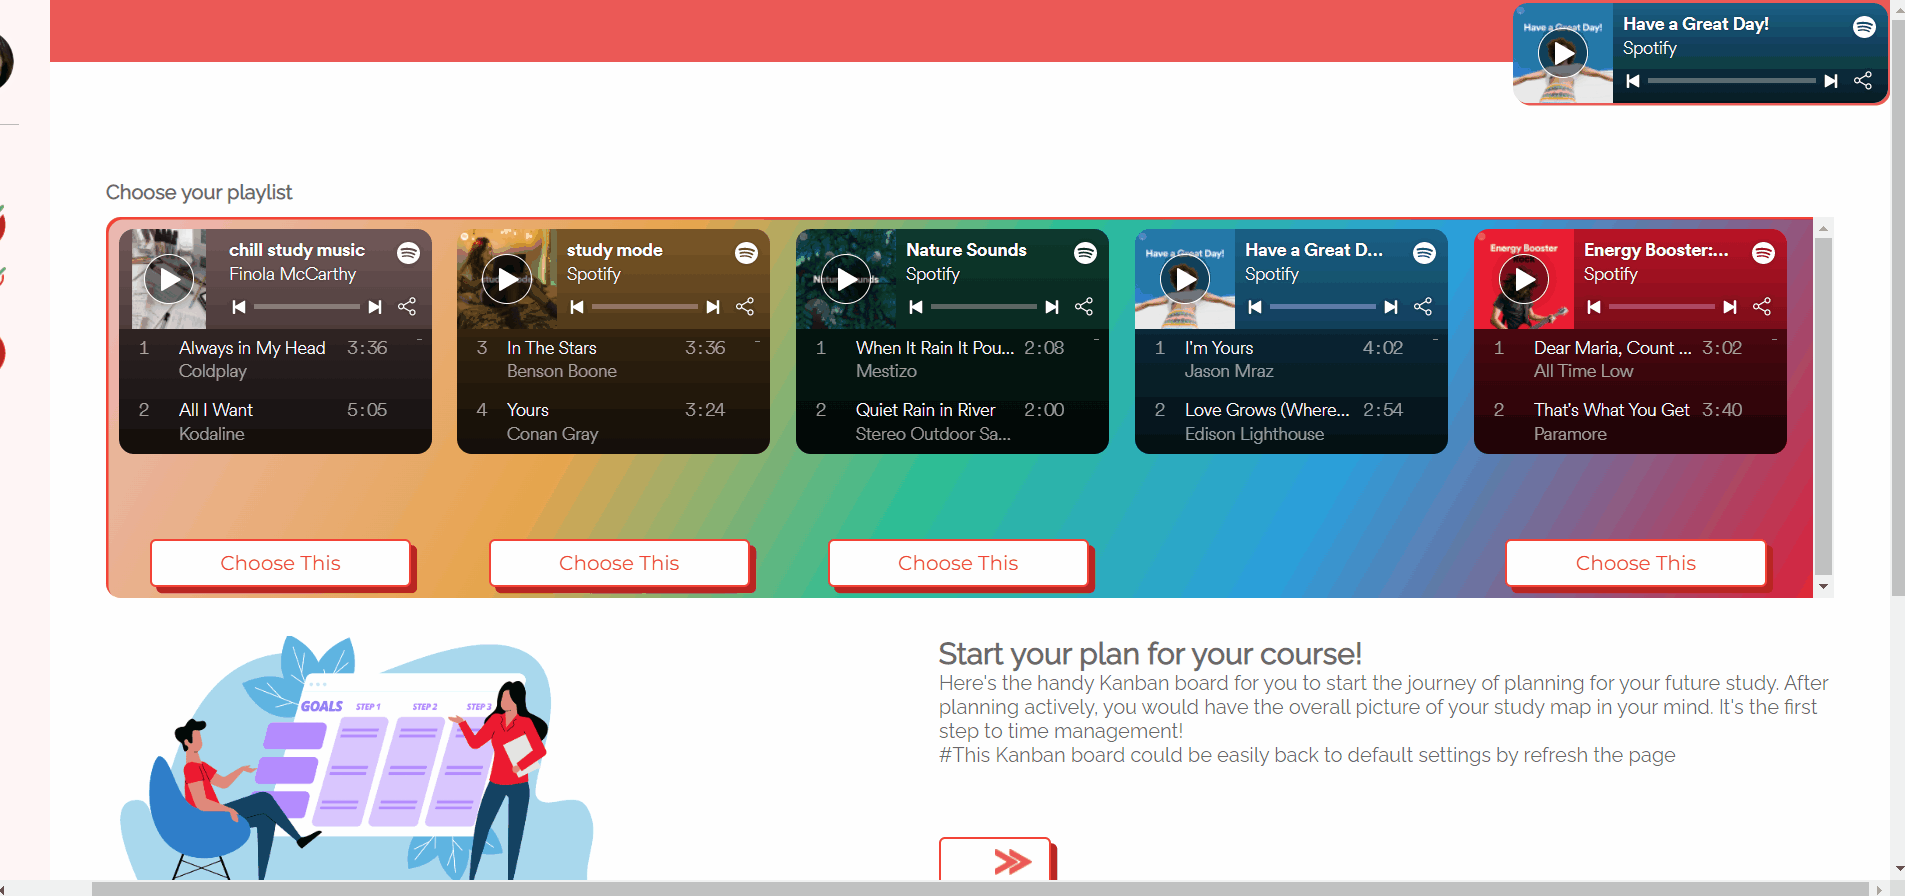 Have a Great Day!
Have a Great Day!
Spotify
Choose your playlist
chill study music
Finola McCarthy
1 Always in My Head 3:36
Coldplay
2 All I Want 5:05
Kodaline
study mode
study mode
Spotify
3 In The Stars 3:36
Benson Boone
4 Yours 3:24
Conan Gray
Nature Sounds
Nature Sounds
Spotify
1 When It Rain It Pou... 2:08
Mestizo
2 Quiet Rain in River 2:00
Stereo Outdoor Sa...
Have a Great Day!
Have a Great D...
Spotify
1 I'm Yours 4:02
Jason Mraz
2 Love Grows (Where... 2:54
Edison Lighthouse
Energy Booster
Energy Booster:...
Spotify
1 Dear Maria, Count ... 3:02
All Time Low
2 That's What You Get 3:40
Paramore
Choose This
Choose This
Choose This
Choose This
GOALS STEP 1 STEP 2 STEP 3
Start your plan for your course!
Here's the handy Kanban board for you to start the journey of planning for your future study. After
planning actively, you would have the overall picture of your study map in your mind. It's the first
step to time management!
#This Kanban board could be easily back to default settings by refresh the page